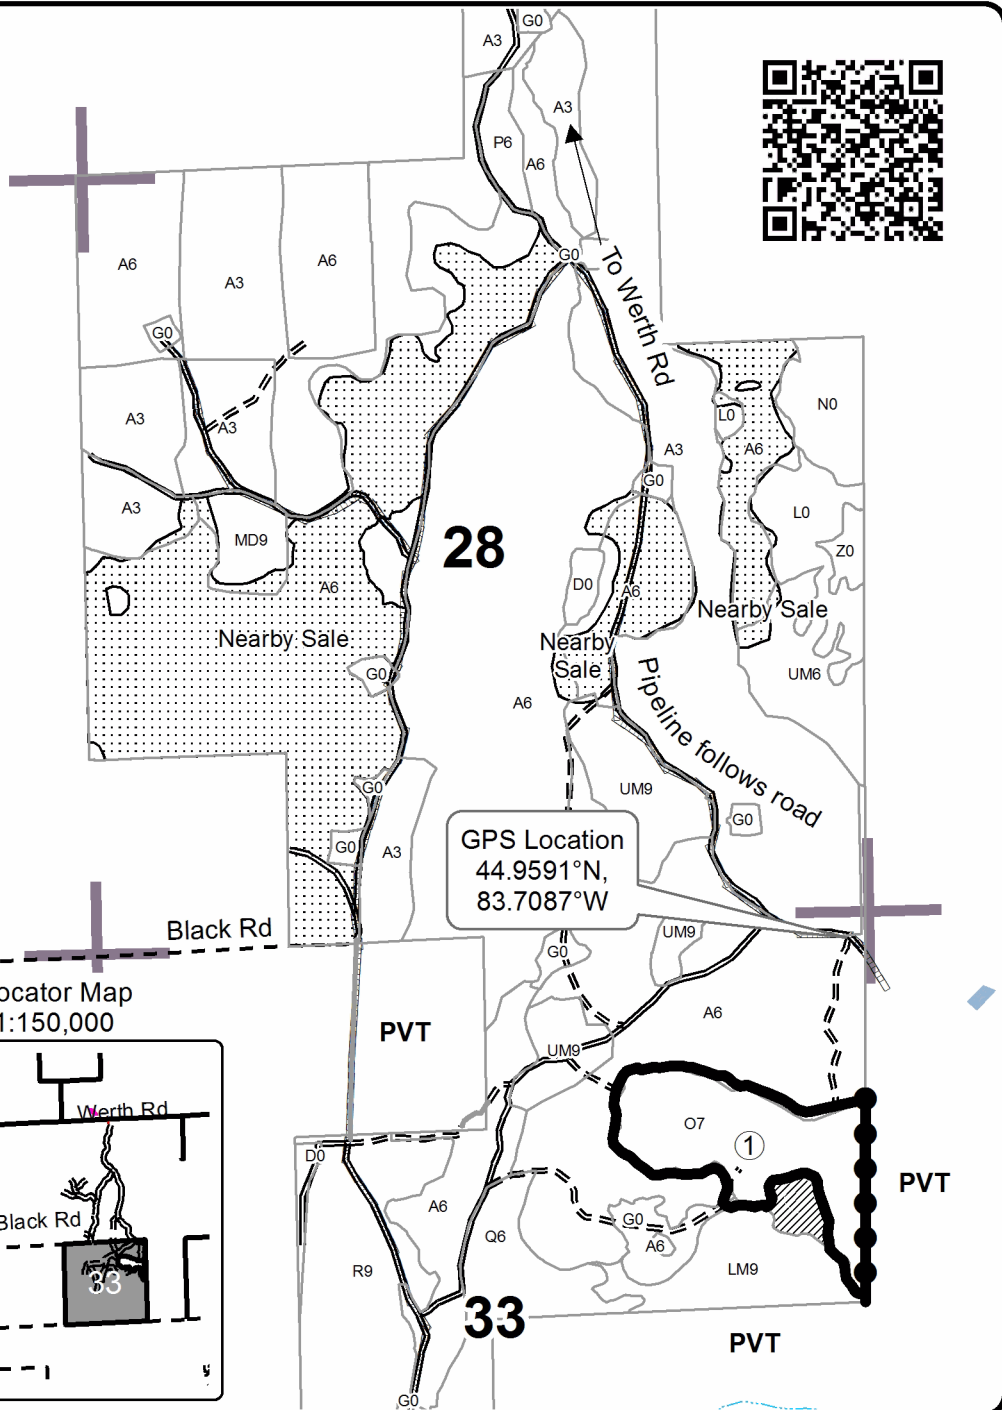 G0
A3
A3
P6
A6
G0
To Werth Rd
A6
A3
A6
G0
A3
A3
A3
MD9
A6
Nearby Sale
G0
28
A3
G0
L0
N0
A6
L0
Z0
D0
A6
Nearby Sale
Nearby
Sale
UM6
A6
Pipeline follows road
UM9
G0
G0
G0
A3
GPS Location
44.9591°N,
83.7087°W
Black Rd
UM9
G0
A6
ocator Map
1:150,000
PVT
UM9
Werth Rd
Black Rd
33
O7
1
PVT
D0
A6
Q6
G0
A6
R9
LM9
33
PVT
G0